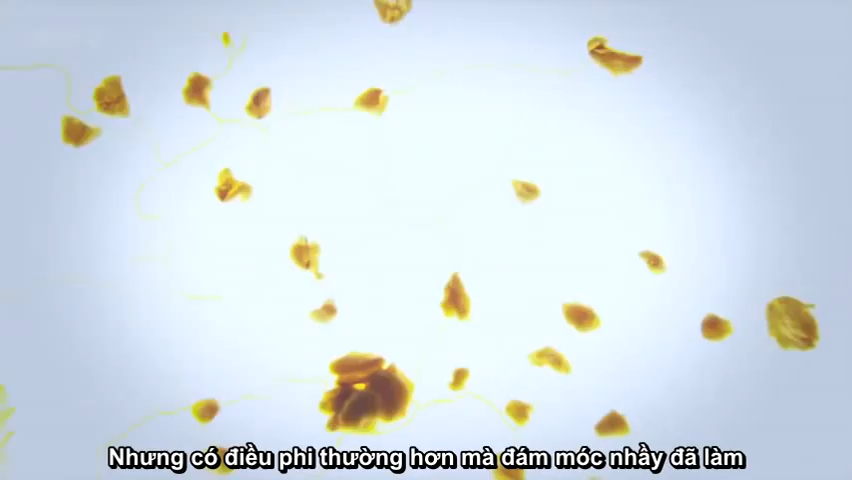 Nhưng có điều phi thường hơn mà đám móc nhầy đã làm